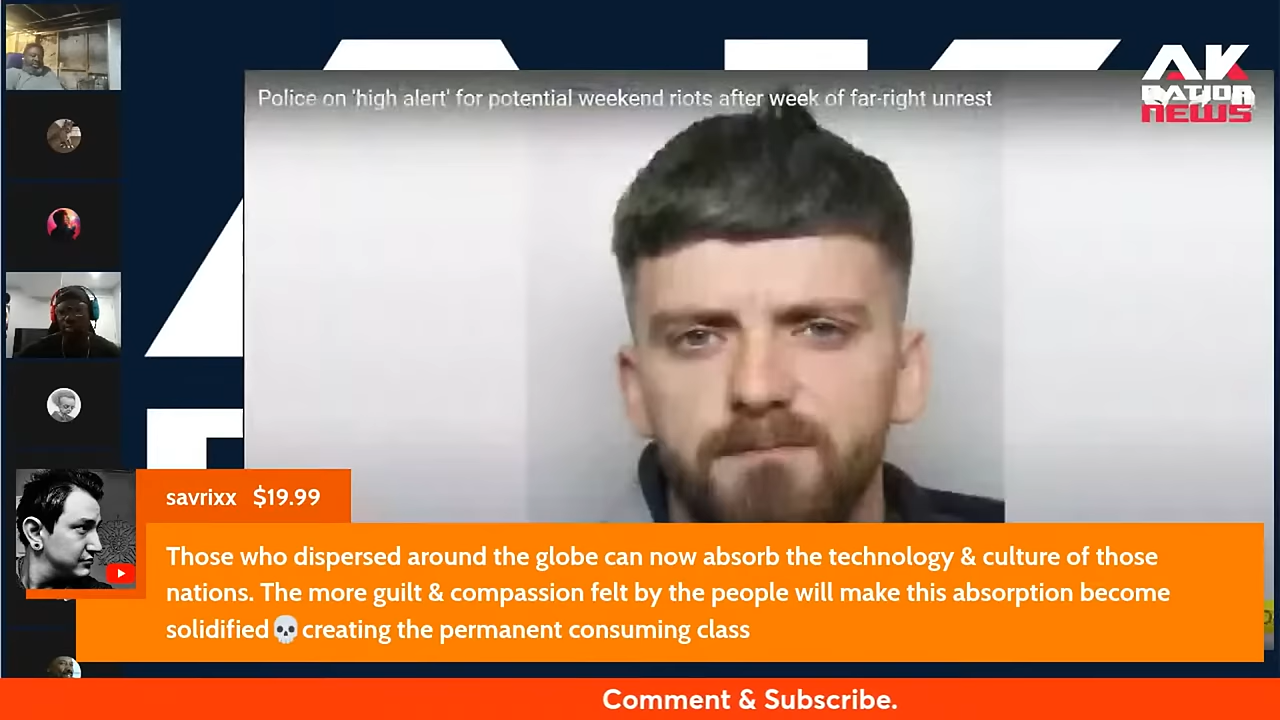 Police on 'high alert' for potential weekend riots after week of far-right unrest
AK
NATION
NEWS
savrixx $19.99
Those who dispersed around the globe can now absorb the technology & culture of those
nations. The more guilt & compassion felt by the people will make this absorption become
solidified💀creating the permanent consuming class
Comment & Subscribe.